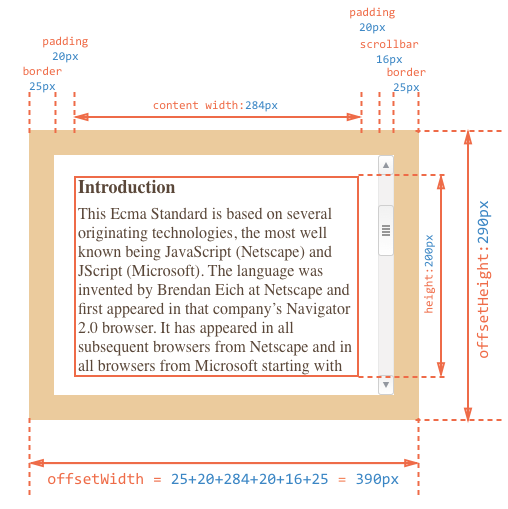 padding
20px
padding
20px
scrollbar
16px
border
25px
border
25px
content width:284px
Introduction
This Ecma Standard is based on several
originating technologies, the most well
known being JavaScript (Netscape) and
JScript (Microsoft). The language was
invented by Brendan Eich at Netscape and
first appeared in that company’s Navigator
2.0 browser. It has appeared in all
subsequent browsers from Netscape and in
all browsers from Microsoft starting with
height:200px
offsetHeight:290px
offsetWidth = 25+20+284+20+16+25 = 390px